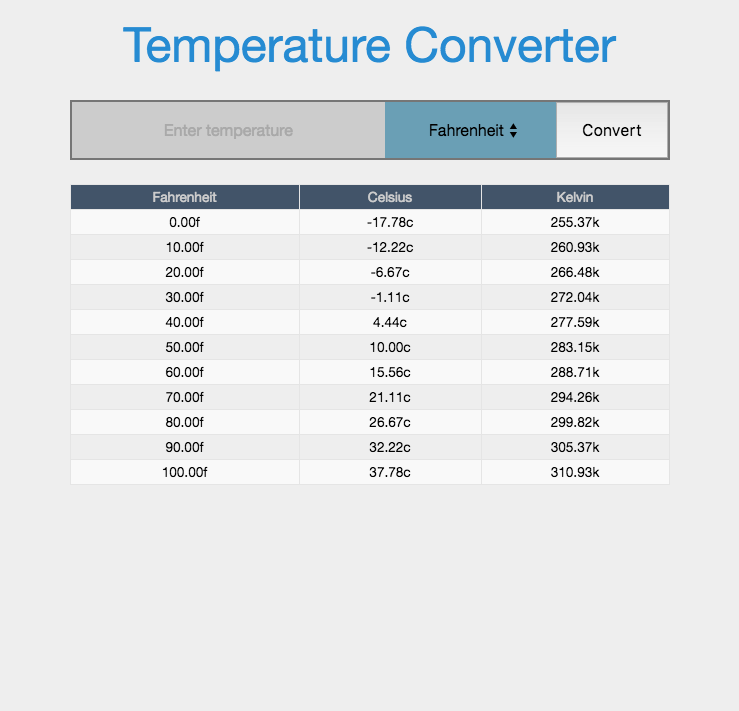 Temperature Converter
Enter temperature Fahrenheit Convert
Fahrenheit Celsius Kelvin
0.00f -17.78c 255.37k
10.00f -12.22c 260.93k
20.00f -6.67c 266.48k
30.00f -1.11c 272.04k
40.00f 4.44c 277.59k
50.00f 10.00c 283.15k
60.00f 15.56c 288.71k
70.00f 21.11c 294.26k
80.00f 26.67c 299.82k
90.00f 32.22c 305.37k
100.00f 37.78c 310.93k